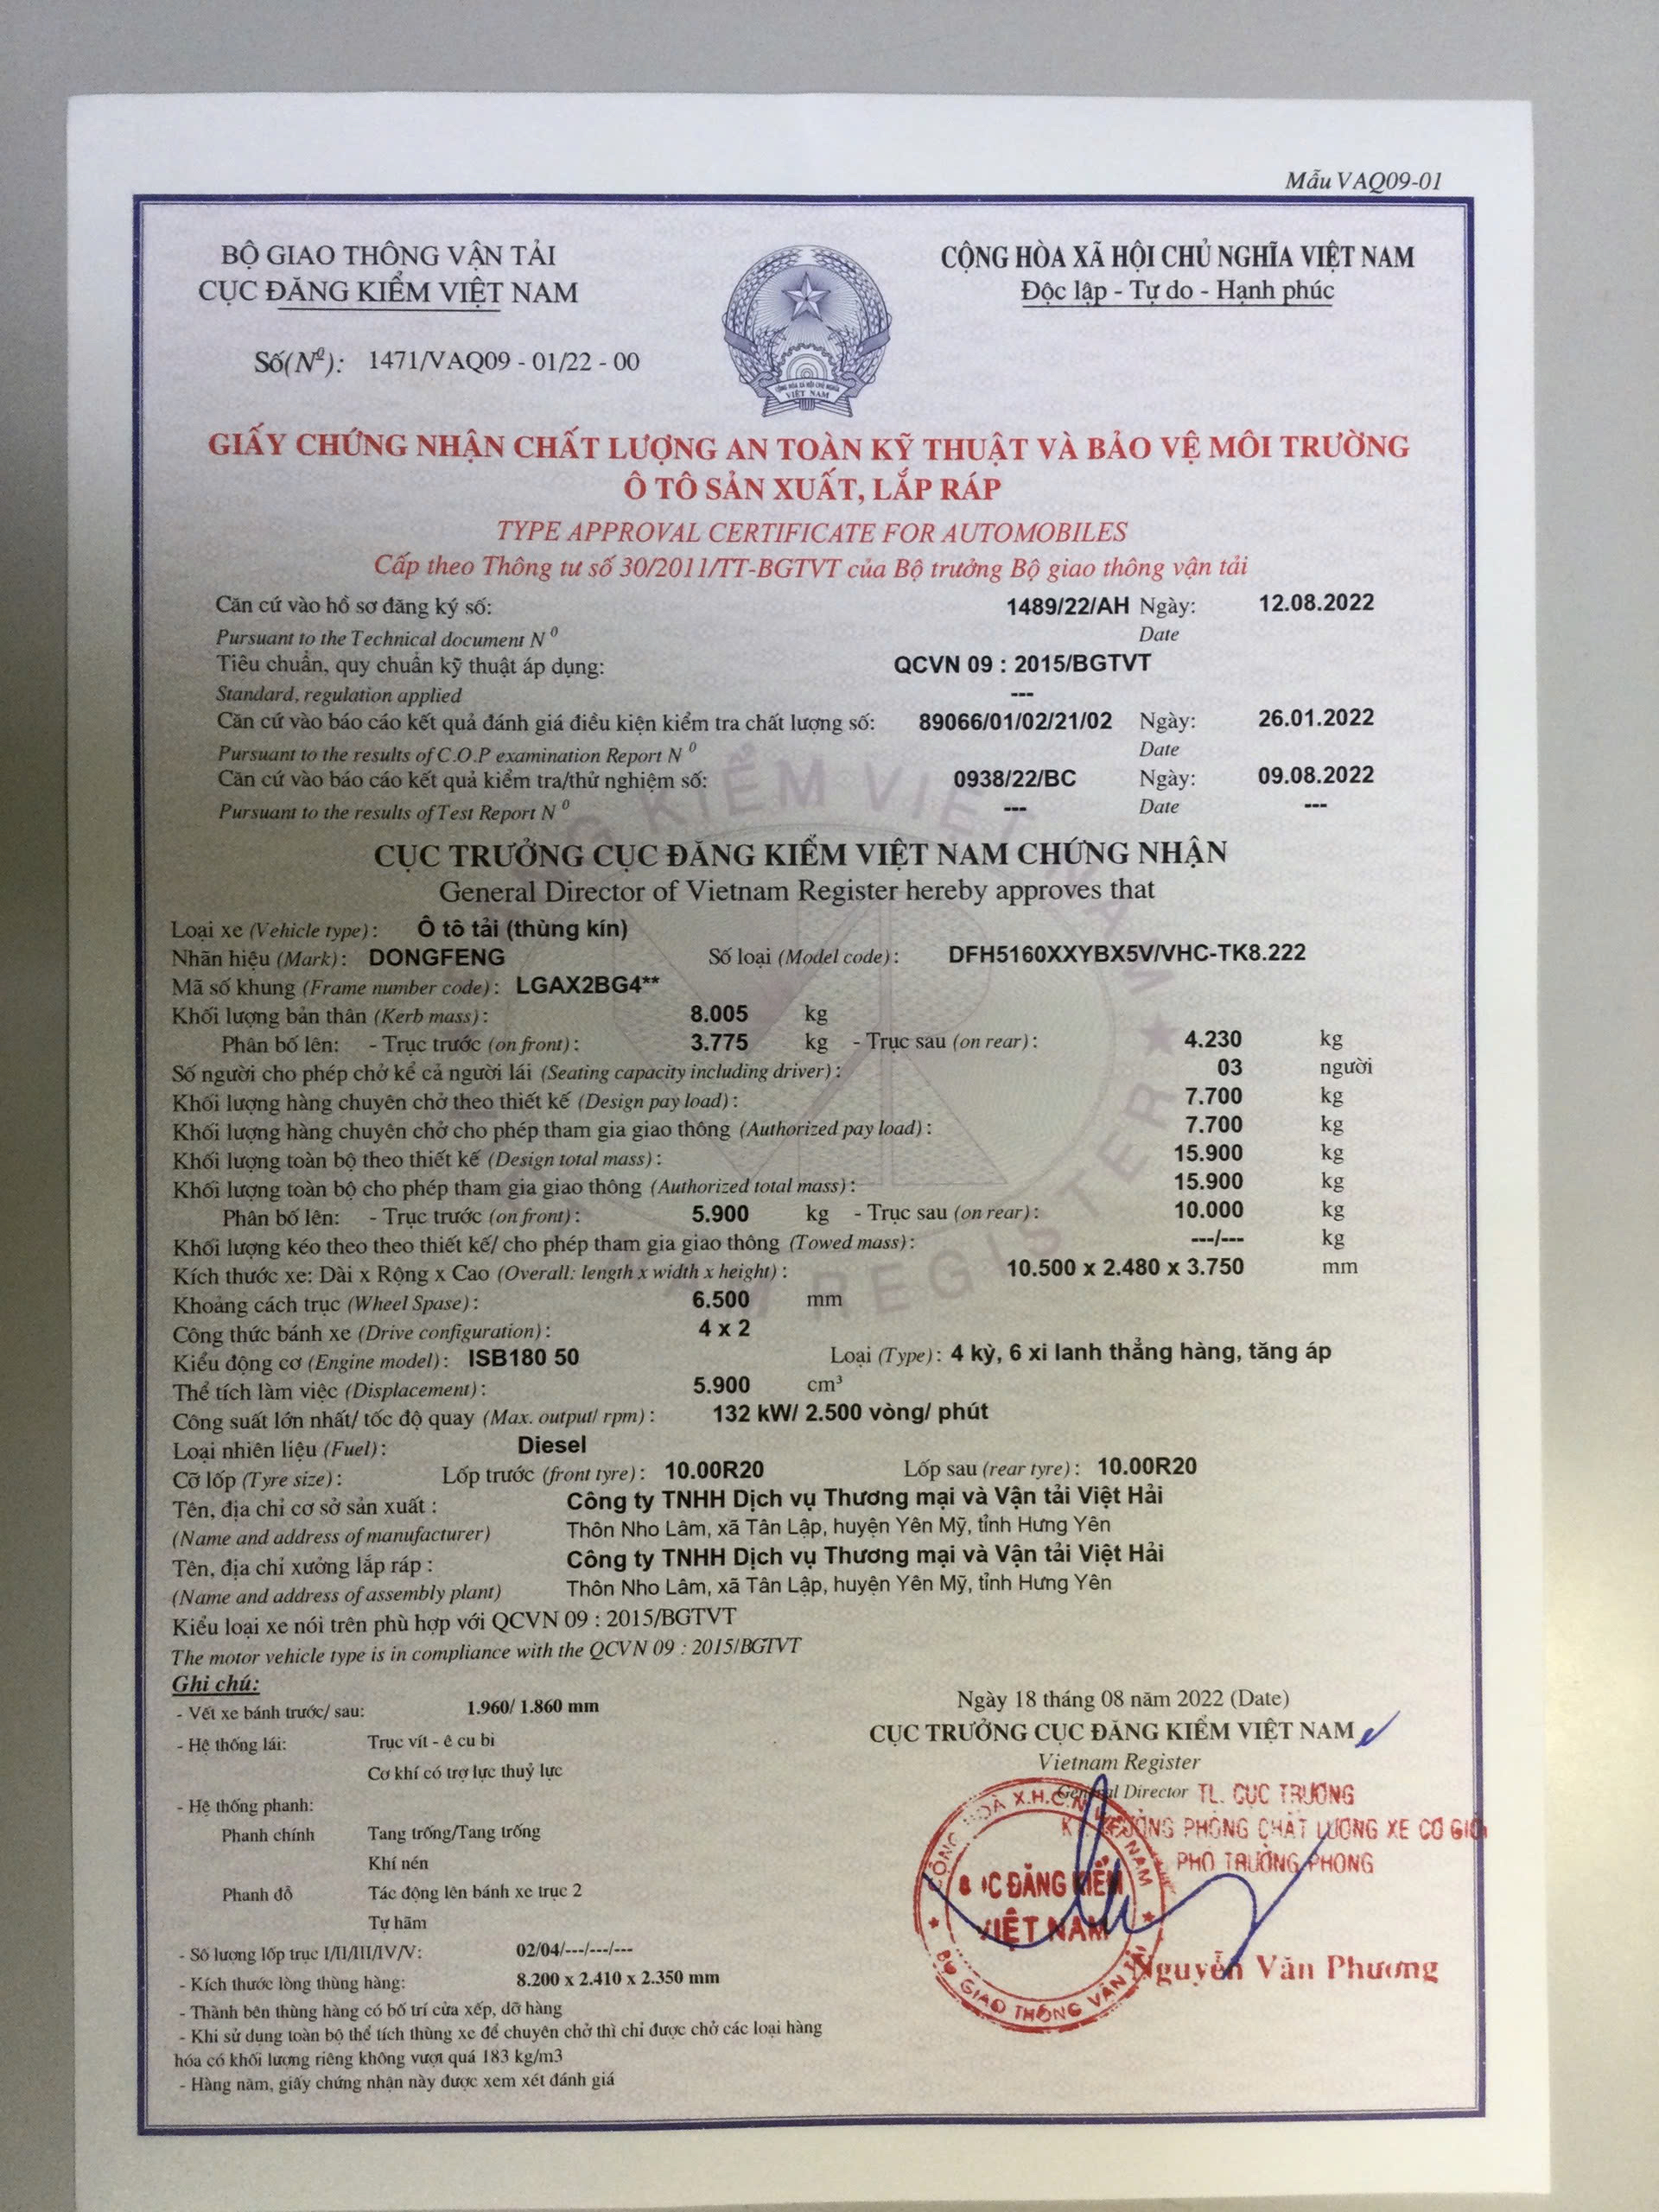 Mẫu VAQ09-01
BỘ GIAO THÔNG VẬN TẢI
CỤC ĐĂNG KIỂM VIỆT NAM
CỘNG HÒA XÃ HỘI CHỦ NGHĨA VIỆT NAM
Độc lập - Tự do - Hạnh phúc
CỘNG HÒA XÃ HỘI CHỦ NGHĨA
VIỆT NAM
Số(Nº): 1471/VAQ09 - 01/22 - 00
GIẤY CHỨNG NHẬN CHẤT LƯỢNG AN TOÀN KỸ THUẬT VÀ BẢO VỆ MÔI TRƯỜNG
Ô TÔ SẢN XUẤT, LẮP RÁP
TYPE APPROVAL CERTIFICATE FOR AUTOMOBILES
Cấp theo Thông tư số 30/2011/TT-BGTVT của Bộ trưởng Bộ giao thông vận tải
Căn cứ vào hồ sơ đăng ký số: 1489/22/AH Ngày: 12.08.2022
Pursuant to the Technical document N⁰ Date
Tiêu chuẩn, quy chuẩn kỹ thuật áp dụng: QCVN 09 : 2015/BGTVT
Standard, regulation applied ---
Căn cứ vào báo cáo kết quả đánh giá điều kiện kiểm tra chất lượng số: 89066/01/02/21/02 Ngày: 26.01.2022
Pursuant to the results of C.O.P examination Report N⁰ Date
Căn cứ vào báo cáo kết quả kiểm tra/thử nghiệm số: 0938/22/BC Ngày: 09.08.2022
Pursuant to the results of Test Report N⁰ --- Date ---
CỤC TRƯỞNG CỤC ĐĂNG KIỂM VIỆT NAM CHỨNG NHẬN
General Director of Vietnam Register hereby approves that
Loại xe (Vehicle type): Ô tô tải (thùng kín)
Nhãn hiệu (Mark): DONGFENG Số loại (Model code): DFH5160XXYBX5V/VHC-TK8.222
Mã số khung (Frame number code): LGAX2BG4**
Khối lượng bản thân (Kerb mass): 8.005 kg
Phân bố lên: - Trục trước (on front): 3.775 kg - Trục sau (on rear): 4.230 kg
Số người cho phép chở kể cả người lái (Seating capacity including driver): 03 người
Khối lượng hàng chuyên chở theo thiết kế (Design pay load): 7.700 kg
Khối lượng hàng chuyên chở cho phép tham gia giao thông (Authorized pay load): 7.700 kg
Khối lượng toàn bộ theo thiết kế (Design total mass): 15.900 kg
Khối lượng toàn bộ cho phép tham gia giao thông (Authorized total mass): 15.900 kg
Phân bố lên: - Trục trước (on front): 5.900 kg - Trục sau (on rear): 10.000 kg
Khối lượng kéo theo theo thiết kế/ cho phép tham gia giao thông (Towed mass): ---/--- kg
Kích thước xe: Dài x Rộng x Cao (Overall: length x width x height): 10.500 x 2.480 x 3.750 mm
Khoảng cách trục (Wheel Spase): 6.500 mm
Công thức bánh xe (Drive configuration): 4 x 2
Kiểu động cơ (Engine model): ISB180 50 Loại (Type): 4 kỳ, 6 xi lanh thẳng hàng, tăng áp
Thể tích làm việc (Displacement): 5.900 cm³
Công suất lớn nhất/ tốc độ quay (Max. output/ rpm): 132 kW/ 2.500 vòng/ phút
Loại nhiên liệu (Fuel): Diesel
Cỡ lốp (Tyre size): Lốp trước (front tyre): 10.00R20 Lốp sau (rear tyre): 10.00R20
Tên, địa chỉ cơ sở sản xuất : Công ty TNHH Dịch vụ Thương mại và Vận tải Việt Hải
(Name and address of manufacturer) Thôn Nho Lâm, xã Tân Lập, huyện Yên Mỹ, tỉnh Hưng Yên
Tên, địa chỉ xưởng lắp ráp : Công ty TNHH Dịch vụ Thương mại và Vận tải Việt Hải
(Name and address of assembly plant) Thôn Nho Lâm, xã Tân Lập, huyện Yên Mỹ, tỉnh Hưng Yên
Kiểu loại xe nói trên phù hợp với QCVN 09 : 2015/BGTVT
The motor vehicle type is in compliance with the QCVN 09 : 2015/BGTVT
Ghi chú:
- Vết xe bánh trước/ sau: 1.960/ 1.860 mm
- Hệ thống lái: Trục vít - ê cu bi
Cơ khí có trợ lực thuỷ lực
- Hệ thống phanh:
Phanh chính Tang trống/Tang trống
Khí nén
Phanh đỗ Tác động lên bánh xe trục 2
Tự hãm
- Số lượng lốp trục I/II/III/IV/V: 02/04/---/---/---
- Kích thước lòng thùng hàng: 8.200 x 2.410 x 2.350 mm
- Thành bên thùng hàng có bố trí cửa xếp, dỡ hàng
- Khi sử dụng toàn bộ thể tích thùng xe để chuyên chở thì chỉ được chở các loại hàng
hóa có khối lượng riêng không vượt quá 183 kg/m3
- Hàng năm, giấy chứng nhận này được xem xét đánh giá
Ngày 18 tháng 08 năm 2022 (Date)
CỤC TRƯỞNG CỤC ĐĂNG KIỂM VIỆT NAM
Vietnam Register
General Director TL. CỤC TRƯỞNG
TRƯỞNG PHÒNG CHẤT LƯỢNG XE CƠ GIỚI
PHÓ TRƯỞNG PHÒNG
CỤC ĐĂNG KIỂM
VIỆT NAM
BỘ GIAO THÔNG VẬN TẢI
Nguyễn Văn Phương